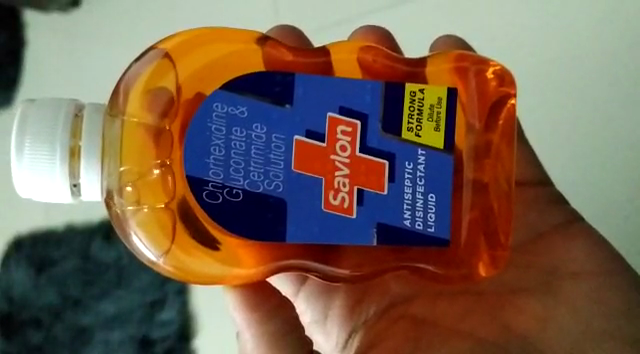 Chlorhexidine
Gluconate &
Cetrimide
Solution
Savlon
STRONG
FORMULA
Dilute
Before Use
ANTISEPTIC
DISINFECTANT
LIQUID